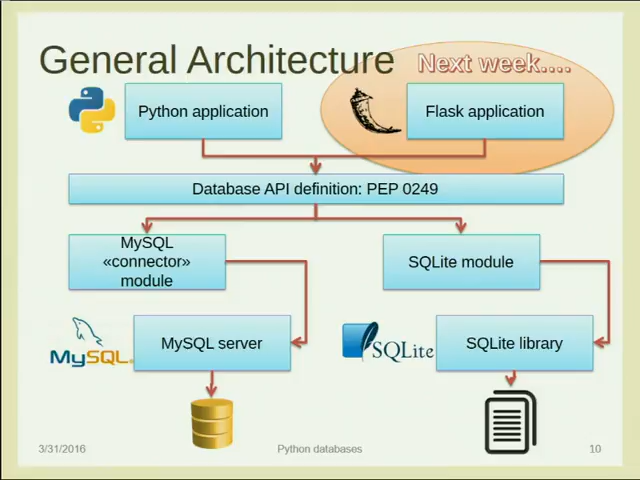 General Architecture
Next week....
Python application
Flask application
Database API definition: PEP 0249
MySQL
«connector»
module
SQLite module
MySQL
MySQL server
SQLite
SQLite library
3/31/2016
Python databases
10